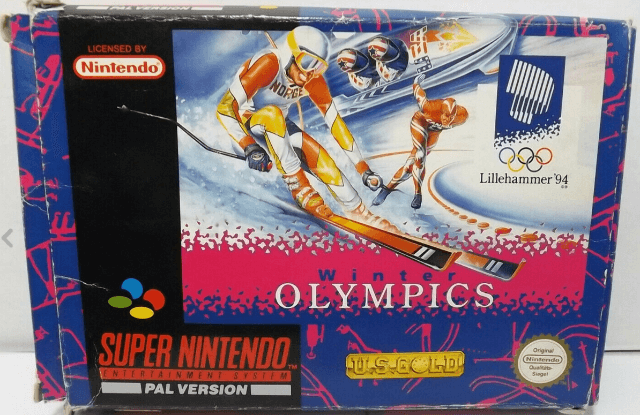 LICENSED BY
Nintendo
NORGE
Lillehammer '94
Winter
OLYMPICS
SUPER NINTENDO
ENTERTAINMENT SYSTEM
PAL VERSION
U.S. GOLD
Original
Nintendo
Qualitäts-
Siegel